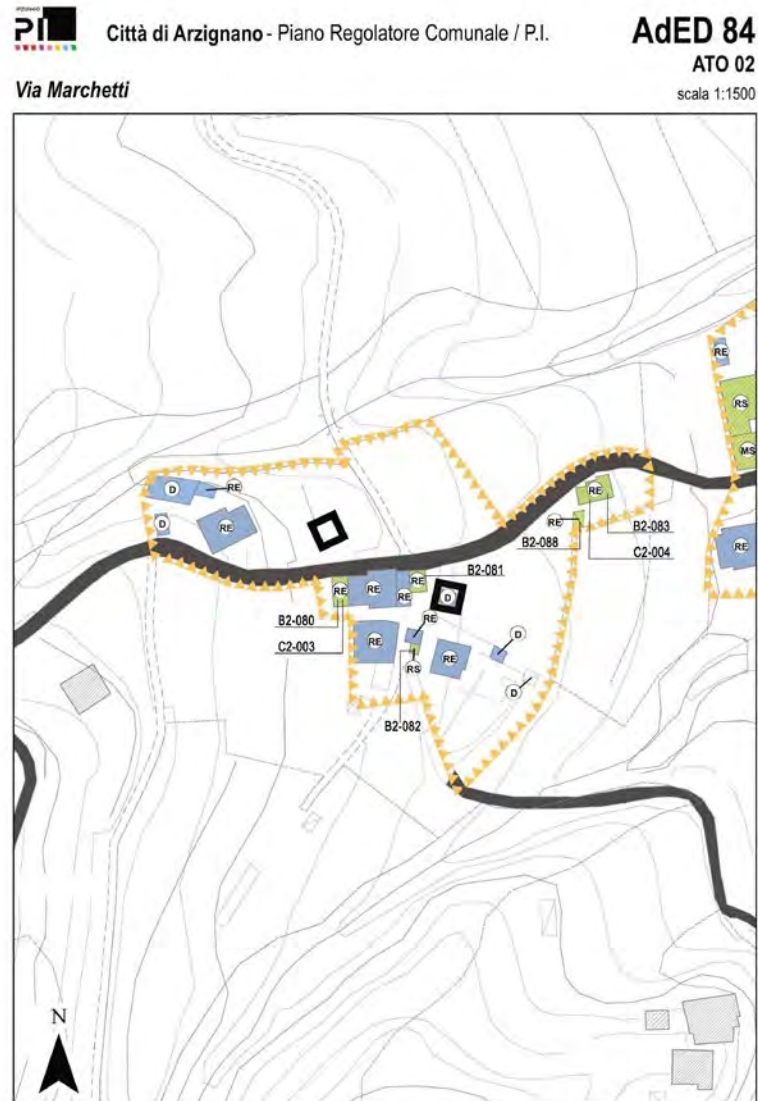 ARZIGNANO
PI
Città di Arzignano - Piano Regolatore Comunale / P.I.
AdED 84
ATO 02
Via Marchetti
scala 1:1500
RE
RS
MS
D
RE
RE
D
RE
RE
B2-083
B2-088
C2-004
RE
B2-081
RE
RE
RE
RE
D
B2-080
RE
C2-003
RE
RE
D
RS
D
B2-082
N